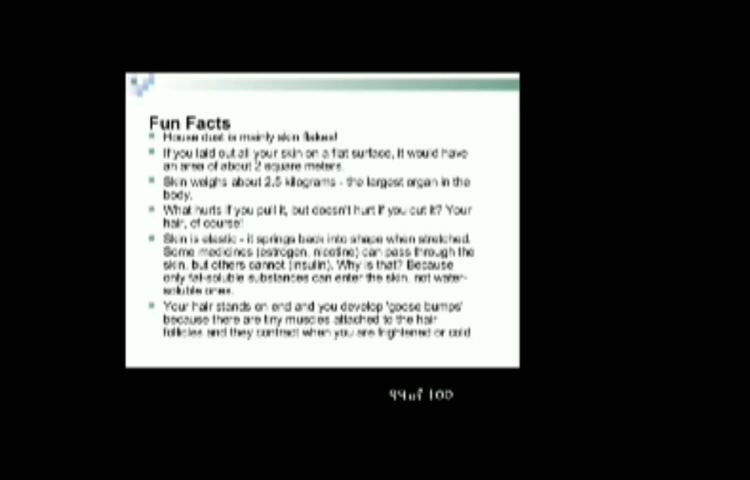 Fun Facts
House dust is mainly skin flakes!
If you laid out all your skin on a flat surface, it would have
an area of about 2 square meters.
Skin weighs about 2.5 kilograms - the largest organ in the
body.
What hurts if you pull it, but doesn't hurt if you cut it? Your
hair, of course!
Skin is elastic - it springs back into shape when stretched.
Some medicines (estrogen, nicotine) can pass through the
skin, but others cannot (insulin). Why is that? Because
only fat-soluble substances can enter the skin, not water-
soluble ones.
Your hair stands on end and you develop 'goose bumps'
because there are tiny muscles attached to the hair
follicles and they contract when you are frightened or cold
99 of 100